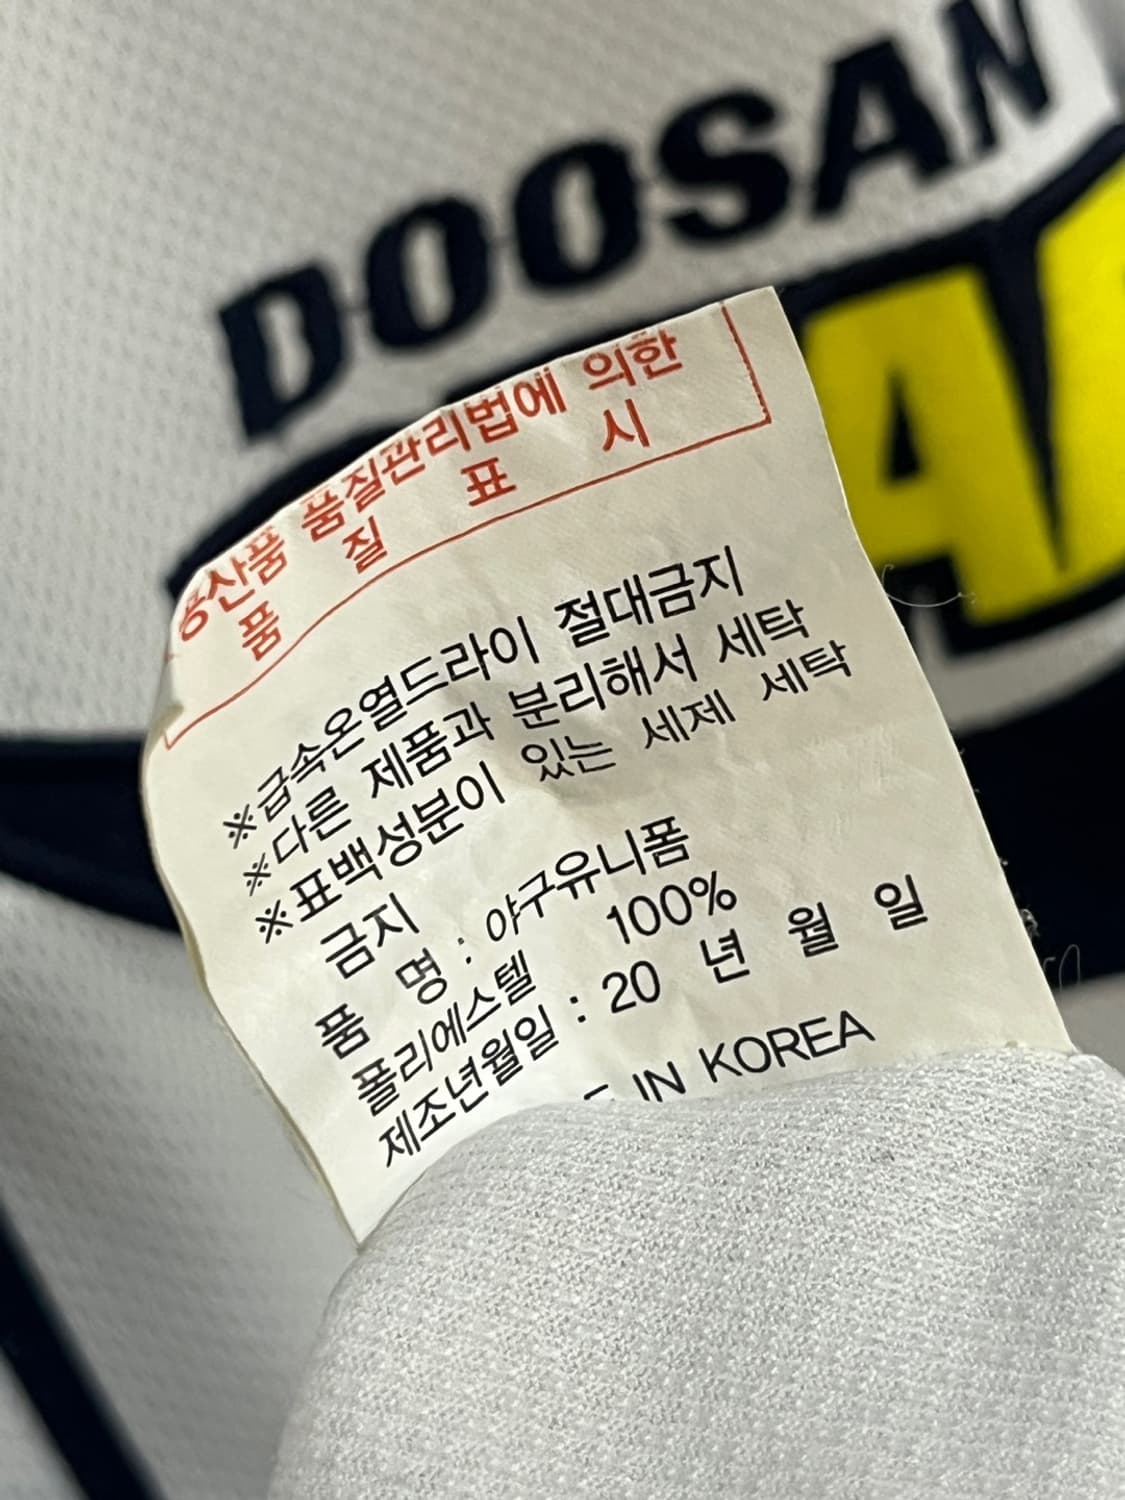 DOOSAN
용산품 품질관리법에 의한
품 질 표 시
※급속온열드라이 절대금지
※다른 제품과 분리해서 세탁
※표백성분이 있는 세제 세탁
금지
품 명 : 야구유니폼
폴리에스텔 100%
제조년월일 : 20 년 월 일
IN KOREA